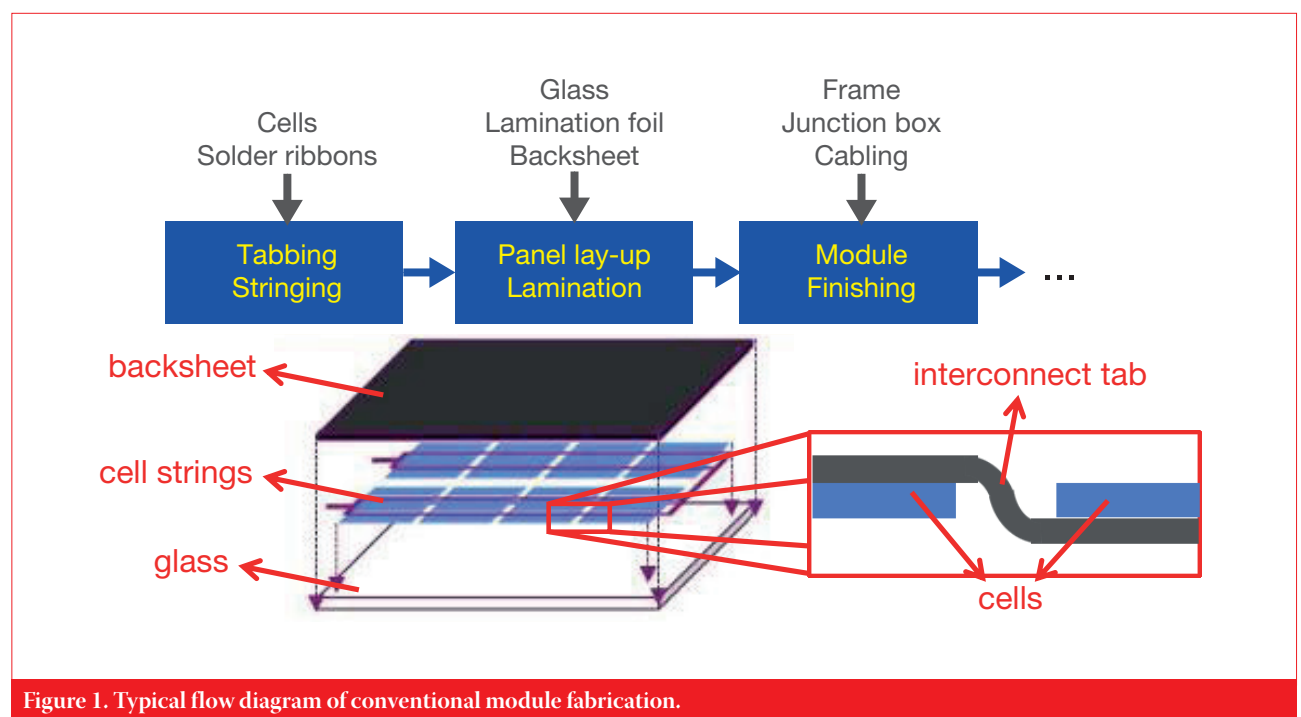 Cells
Solder ribbons
Glass
Lamination foil
Backsheet
Frame
Junction box
Cabling
Tabbing
Stringing
Panel lay-up
Lamination
Module
Finishing
...
backsheet
cell strings
glass
interconnect tab
cells
Figure 1. Typical flow diagram of conventional module fabrication.